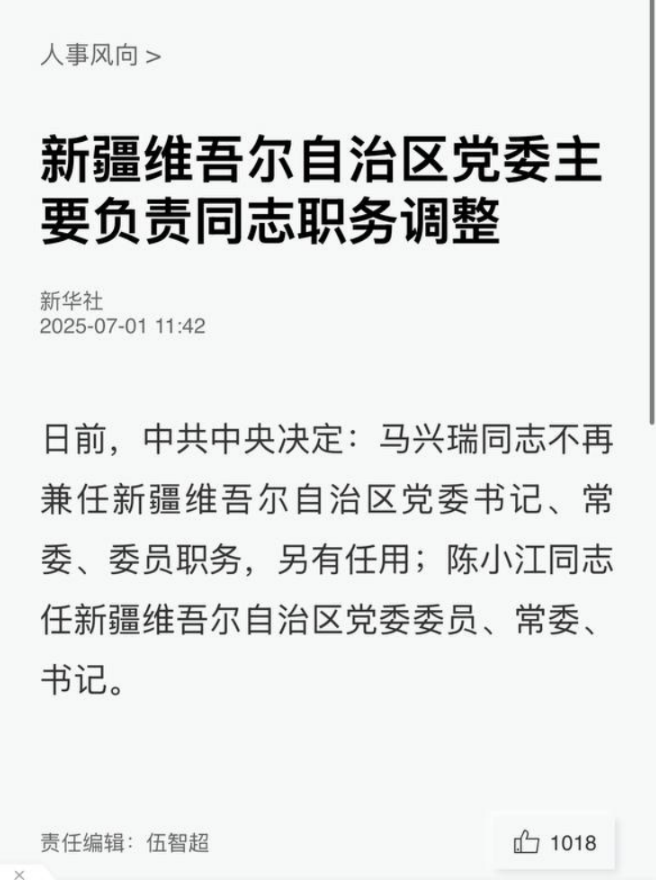 人事风向 >
新疆维吾尔自治区党委主
要负责同志职务调整
新华社
2025-07-01 11:42
日前，中共中央决定：马兴瑞同志不再
兼任新疆维吾尔自治区党委书记、常
委、委员职务，另有任用；陈小江同志
任新疆维吾尔自治区党委委员、常委、
书记。
责任编辑：伍智超
1018